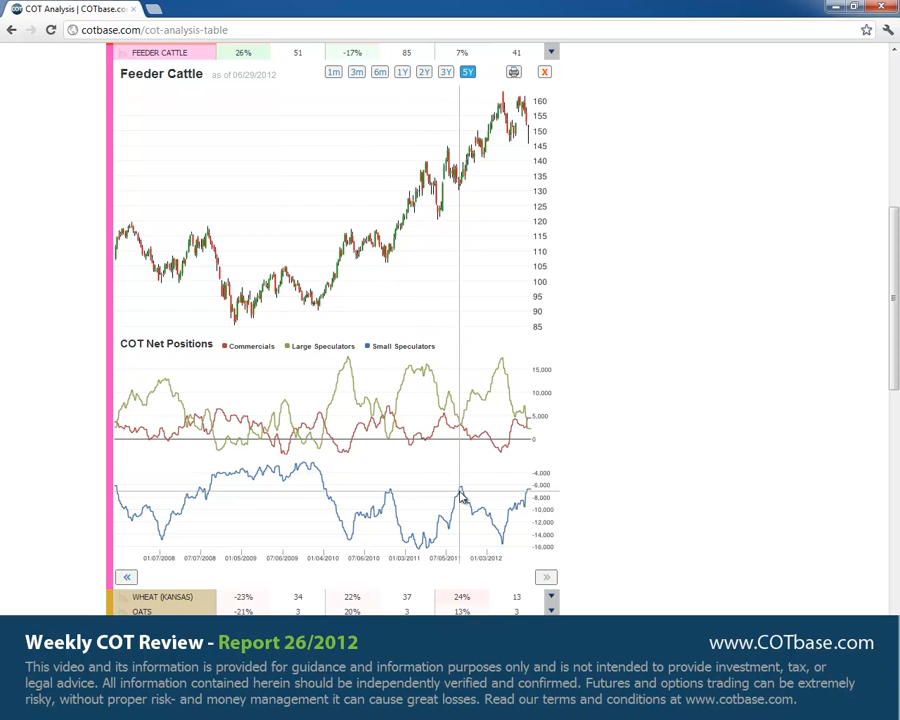 COT Analysis | COTbase.co
cotbase.com/cot-analysis-table
FEEDER CATTLE 26% 51 -17% 85 7% 41
Feeder Cattle as of 06/29/2012 1m 3m 6m 1Y 2Y 3Y 5Y X
160
155
150
145
140
135
130
125
120
115
110
105
100
95
90
85
COT Net Positions Commercials Large Speculators Small Speculators
15,000
10,000
5,000
0
-4,000
-6,000
-8,000
-10,000
-12,000
-14,000
-16,000
01/07/2008 07/07/2008 01/05/2009 07/06/2009 01/04/2010 07/06/2010 01/03/2011 07/05/2011 01/03/2012
« »
WHEAT (KANSAS) -23% 34 22% 37 24% 13
OATS -21% 3 20% 3 13% 3
Weekly COT Review - Report 26/2012 www.COTbase.com
This video and its information is provided for guidance and information purposes only and is not intended to provide investment, tax, or
legal advice. All information contained herein should be independently verified and confirmed. Futures and options trading can be extremely
risky, without proper risk- and money management it can cause great losses. Read our terms and conditions at www.cotbase.com.